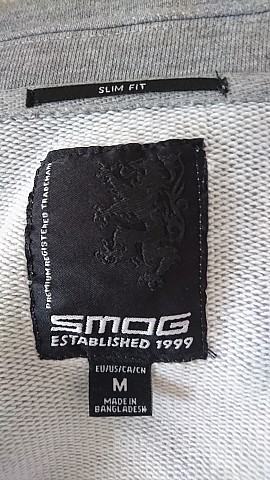 SLIM FIT
PREMIUM REGISTERED TRADEMARK
SMOG
ESTABLISHED 1999
EU/US/CA/CN
M
MADE IN
BANGLADESH